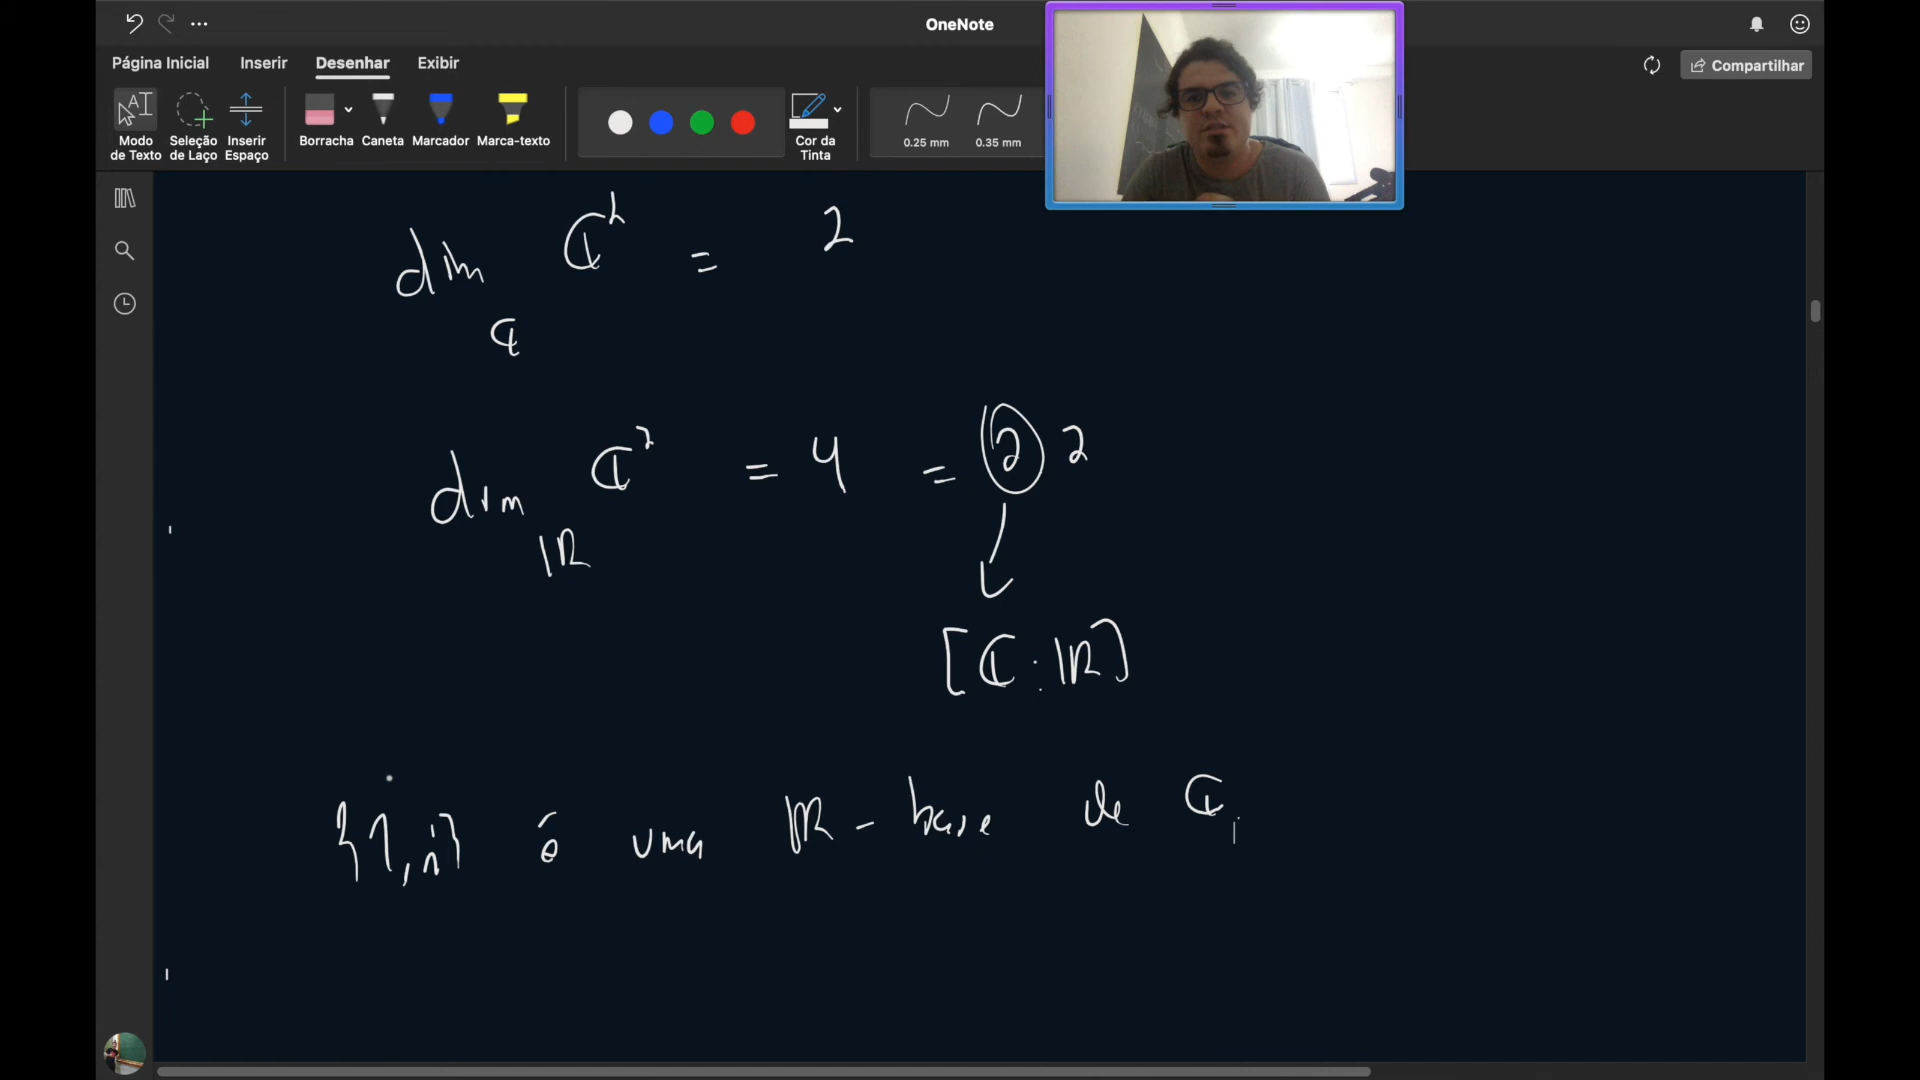 OneNote
Página Inicial Inserir Desenhar Exibir
Compartilhar
Modo de Texto Seleção de Laço Inserir Espaço Borracha Caneta Marcador Marca-texto Cor da Tinta 0.25 mm 0.35 mm
dim ℂ² = 2
ℂ
dim ℂ² = 4 = 2 2
ℝ
[ℂ:ℝ]
{1, i} é uma ℝ-base de ℂ,